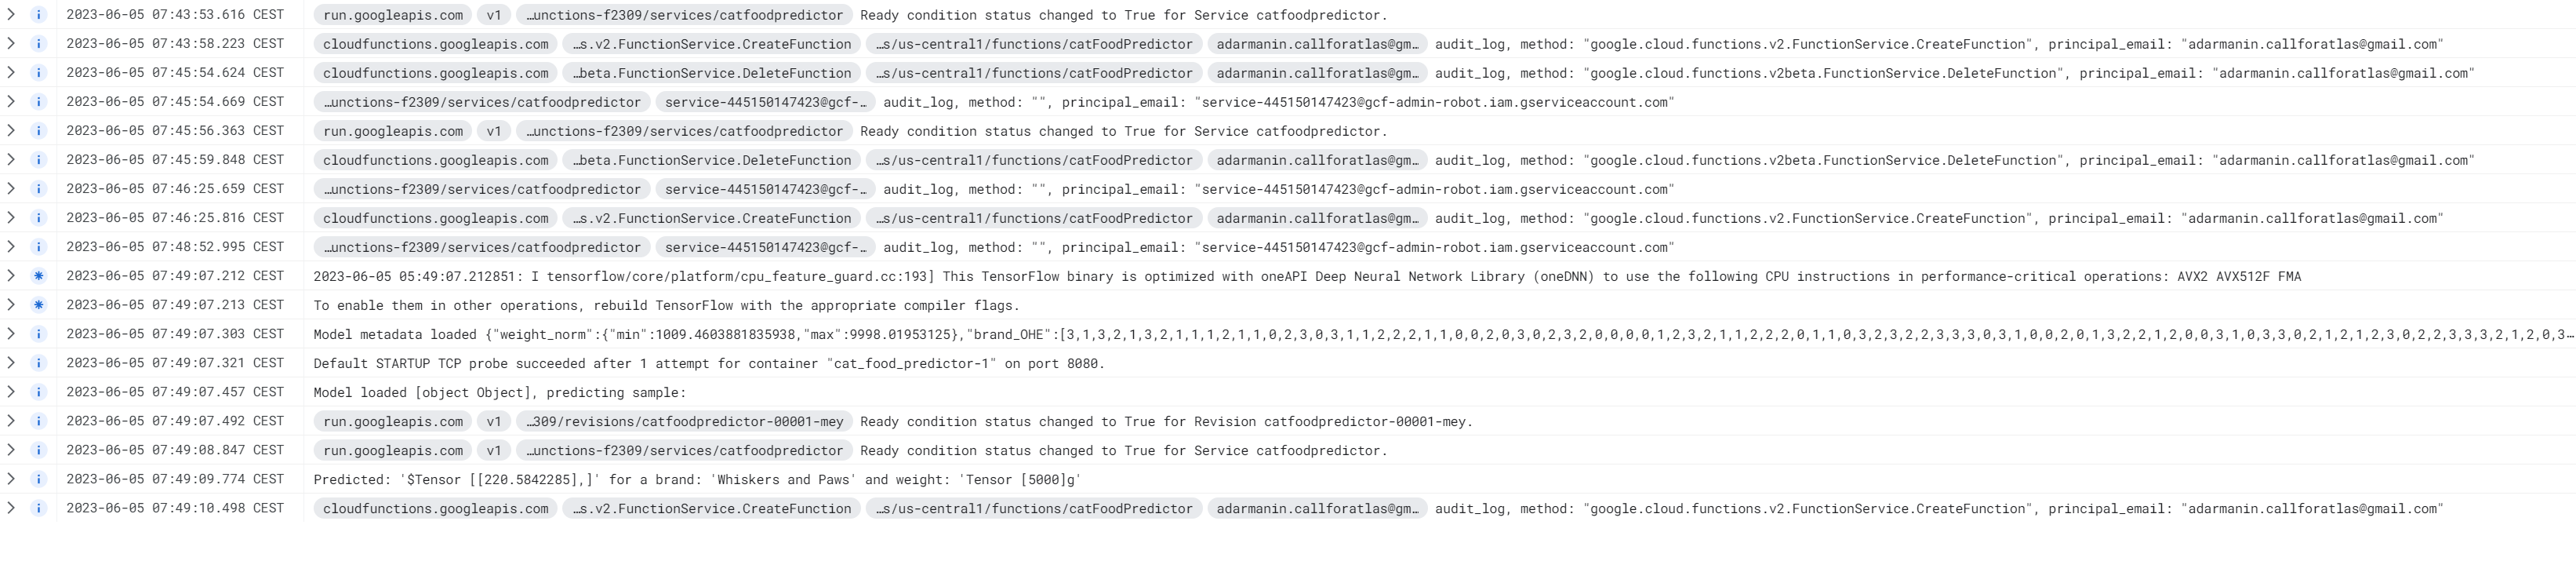 2023-06-05 07:43:53.616 CEST run.googleapis.com v1 …unctions-f2309/services/catfoodpredictor Ready condition status changed to True for Service catfoodpredictor.
2023-06-05 07:43:58.223 CEST cloudfunctions.googleapis.com …s.v2.FunctionService.CreateFunction …s/us-central1/functions/catFoodPredictor adarmanin.callforatlas@gm… audit_log, method: "google.cloud.functions.v2.FunctionService.CreateFunction", principal_email: "adarmanin.callforatlas@gmail.com"
2023-06-05 07:45:54.624 CEST cloudfunctions.googleapis.com …beta.FunctionService.DeleteFunction …s/us-central1/functions/catFoodPredictor adarmanin.callforatlas@gm… audit_log, method: "google.cloud.functions.v2beta.FunctionService.DeleteFunction", principal_email: "adarmanin.callforatlas@gmail.com"
2023-06-05 07:45:54.669 CEST …unctions-f2309/services/catfoodpredictor service-445150147423@gcf-… audit_log, method: "", principal_email: "service-445150147423@gcf-admin-robot.iam.gserviceaccount.com"
2023-06-05 07:45:56.363 CEST run.googleapis.com v1 …unctions-f2309/services/catfoodpredictor Ready condition status changed to True for Service catfoodpredictor.
2023-06-05 07:45:59.848 CEST cloudfunctions.googleapis.com …beta.FunctionService.DeleteFunction …s/us-central1/functions/catFoodPredictor adarmanin.callforatlas@gm… audit_log, method: "google.cloud.functions.v2beta.FunctionService.DeleteFunction", principal_email: "adarmanin.callforatlas@gmail.com"
2023-06-05 07:46:25.659 CEST …unctions-f2309/services/catfoodpredictor service-445150147423@gcf-… audit_log, method: "", principal_email: "service-445150147423@gcf-admin-robot.iam.gserviceaccount.com"
2023-06-05 07:46:25.816 CEST cloudfunctions.googleapis.com …s.v2.FunctionService.CreateFunction …s/us-central1/functions/catFoodPredictor adarmanin.callforatlas@gm… audit_log, method: "google.cloud.functions.v2.FunctionService.CreateFunction", principal_email: "adarmanin.callforatlas@gmail.com"
2023-06-05 07:48:52.995 CEST …unctions-f2309/services/catfoodpredictor service-445150147423@gcf-… audit_log, method: "", principal_email: "service-445150147423@gcf-admin-robot.iam.gserviceaccount.com"
2023-06-05 07:49:07.212 CEST 2023-06-05 05:49:07.212851: I tensorflow/core/platform/cpu_feature_guard.cc:193] This TensorFlow binary is optimized with oneAPI Deep Neural Network Library (oneDNN) to use the following CPU instructions in performance-critical operations: AVX2 AVX512F FMA
2023-06-05 07:49:07.213 CEST To enable them in other operations, rebuild TensorFlow with the appropriate compiler flags.
2023-06-05 07:49:07.303 CEST Model metadata loaded {"weight_norm":{"min":1009.4603881835938,"max":9998.01953125},"brand_OHE":[3,1,3,2,1,3,2,1,1,1,2,1,1,0,2,3,0,3,1,1,2,2,2,1,1,0,0,2,0,3,0,2,3,2,0,0,0,0,1,2,3,2,1,1,2,2,2,0,1,1,0,3,2,3,2,2,3,3,3,0,3,1,0,0,2,0,1,3,2,2,1,2,0,0,3,1,0,3,3,0,2,1,2,1,2,3,0,2,2,3,3,3,2,1,2,0,3…
2023-06-05 07:49:07.321 CEST Default STARTUP TCP probe succeeded after 1 attempt for container "cat_food_predictor-1" on port 8080.
2023-06-05 07:49:07.457 CEST Model loaded [object Object], predicting sample:
2023-06-05 07:49:07.492 CEST run.googleapis.com v1 …309/revisions/catfoodpredictor-00001-mey Ready condition status changed to True for Revision catfoodpredictor-00001-mey.
2023-06-05 07:49:08.847 CEST run.googleapis.com v1 …unctions-f2309/services/catfoodpredictor Ready condition status changed to True for Service catfoodpredictor.
2023-06-05 07:49:09.774 CEST Predicted: '$Tensor [[220.5842285],]' for a brand: 'Whiskers and Paws' and weight: 'Tensor [5000]g'
2023-06-05 07:49:10.498 CEST cloudfunctions.googleapis.com …s.v2.FunctionService.CreateFunction …s/us-central1/functions/catFoodPredictor adarmanin.callforatlas@gm… audit_log, method: "google.cloud.functions.v2.FunctionService.CreateFunction", principal_email: "adarmanin.callforatlas@gmail.com"